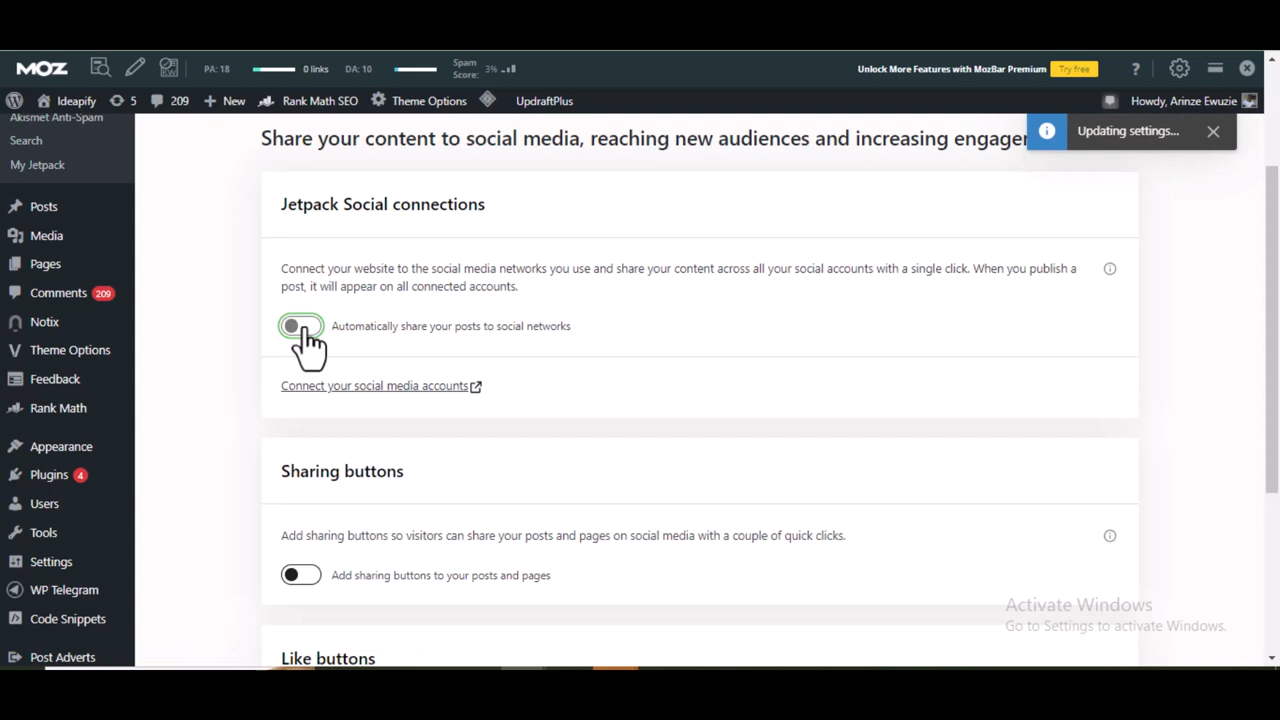 MOZ PA: 18 0 links DA: 10 Spam Score: 3% Unlock More Features with MozBar Premium Try free ?
Ideapify 5 209 + New Rank Math SEO Theme Options UpdraftPlus Howdy, Arinze Ewuzie
Akismet Anti-Spam
Search
My Jetpack
Posts
Media
Pages
Comments 209
Notix
Theme Options
Feedback
Rank Math
Appearance
Plugins 4
Users
Tools
Settings
WP Telegram
Code Snippets
Post Adverts
Updating settings...
Share your content to social media, reaching new audiences and increasing engager
Jetpack Social connections
Connect your website to the social media networks you use and share your content across all your social accounts with a single click. When you publish a
post, it will appear on all connected accounts.
Automatically share your posts to social networks
Connect your social media accounts
Sharing buttons
Add sharing buttons so visitors can share your posts and pages on social media with a couple of quick clicks.
Add sharing buttons to your posts and pages
Like buttons
Activate Windows
Go to Settings to activate Windows.